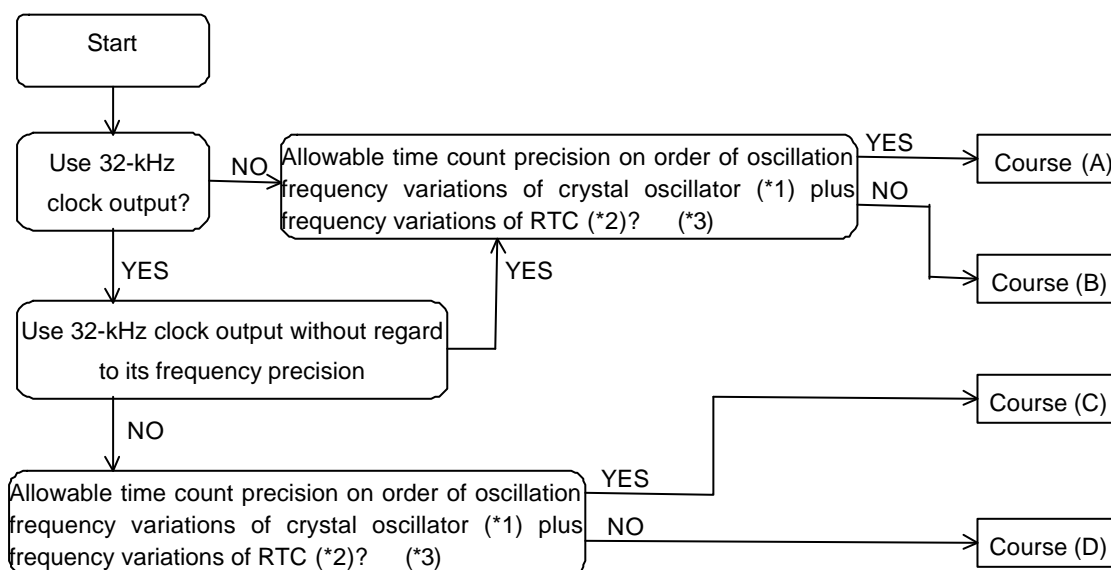 Start
Use 32-kHz
clock output?
NO
Allowable time count precision on order of oscillation
frequency variations of crystal oscillator (*1) plus
frequency variations of RTC (*2)? (*3)
YES
Course (A)
NO
Course (B)
YES
YES
Use 32-kHz clock output without regard
to its frequency precision
Course (C)
NO
Allowable time count precision on order of oscillation
frequency variations of crystal oscillator (*1) plus
frequency variations of RTC (*2)? (*3)
YES
NO
Course (D)